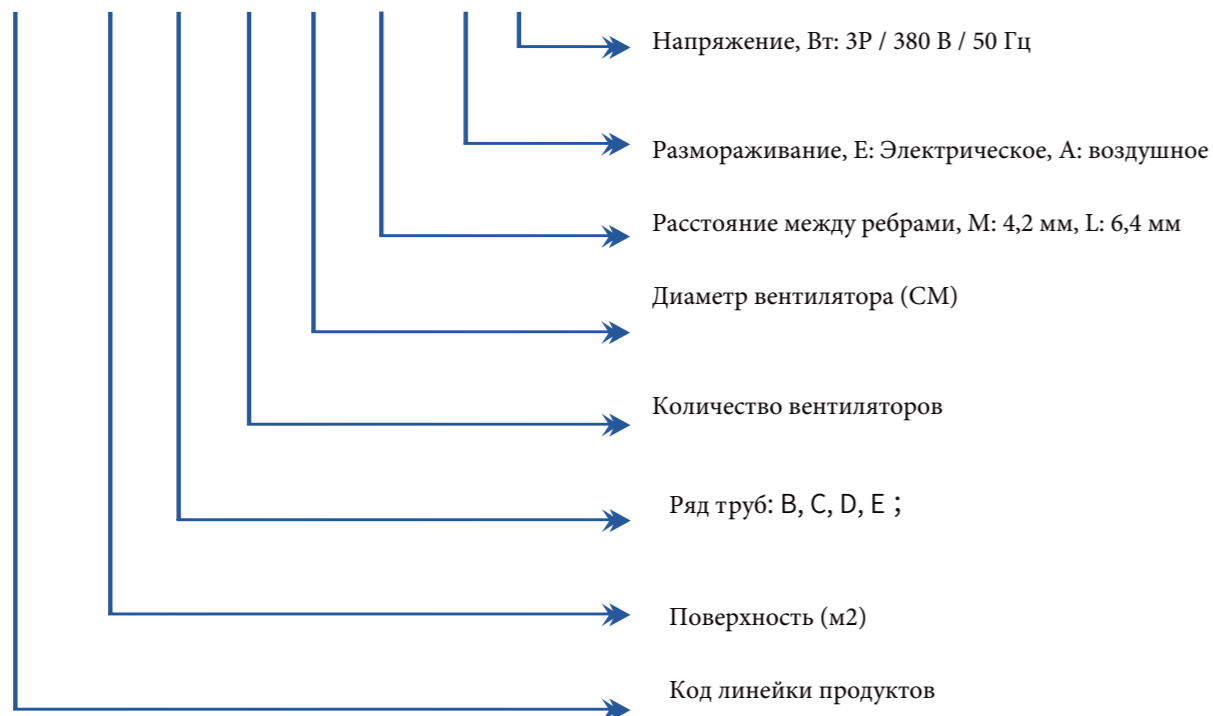 Напряжение, Вт: 3P / 380 В / 50 Гц
Размораживание, E: Электрическое, A: воздушное
Расстояние между ребрами, M: 4,2 мм, L: 6,4 мм
Диаметр вентилятора (СМ)
Количество вентиляторов
Ряд труб: B, C, D, E ;
Поверхность (м2)
Код линейки продуктов